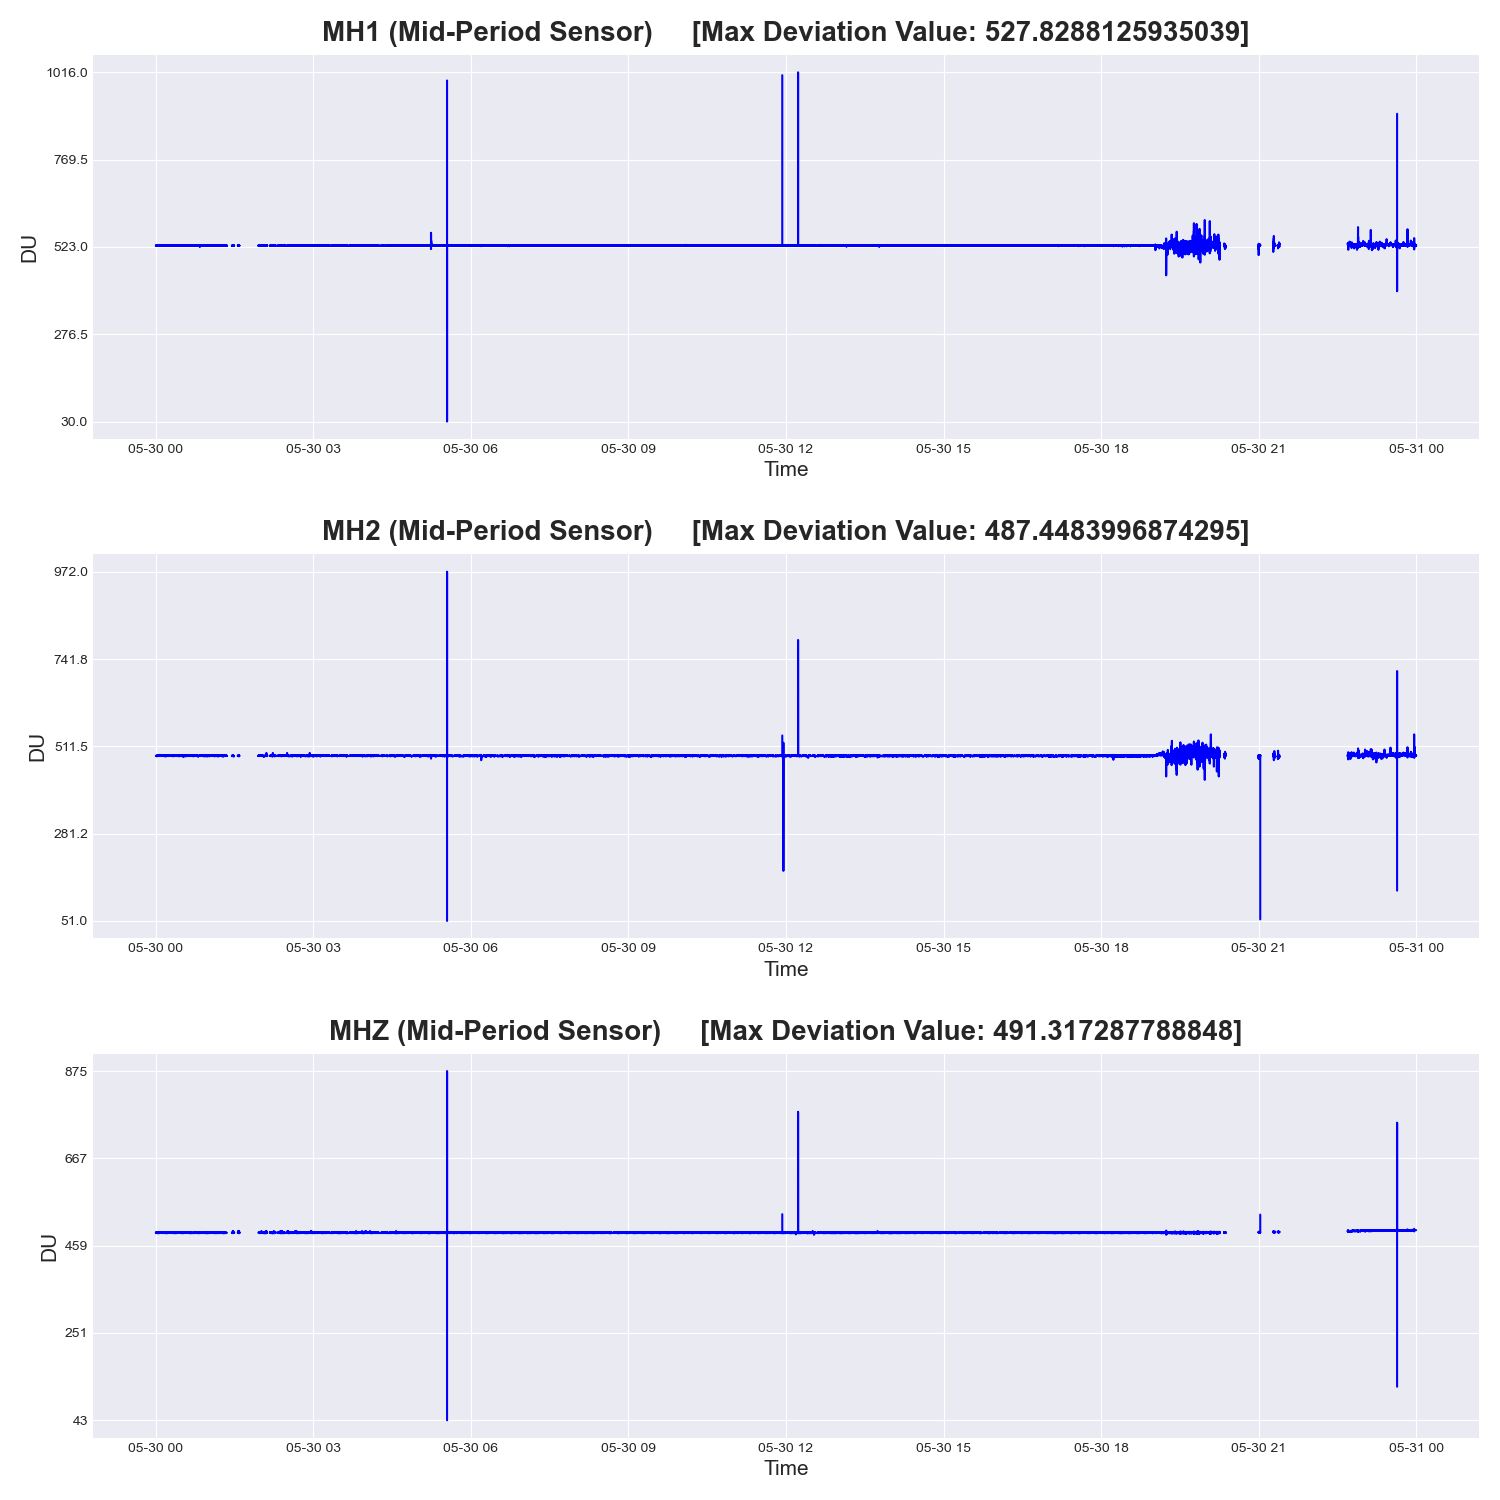 MH1 (Mid-Period Sensor) [Max Deviation Value: 527.8288125935039]
1016.0
769.5
523.0
276.5
30.0
DU
05-30 00 05-30 03 05-30 06 05-30 09 05-30 12 05-30 15 05-30 18 05-30 21 05-31 00
Time
MH2 (Mid-Period Sensor) [Max Deviation Value: 487.4483996874295]
972.0
741.8
511.5
281.2
51.0
DU
05-30 00 05-30 03 05-30 06 05-30 09 05-30 12 05-30 15 05-30 18 05-30 21 05-31 00
Time
MHZ (Mid-Period Sensor) [Max Deviation Value: 491.317287788848]
875
667
459
251
43
DU
05-30 00 05-30 03 05-30 06 05-30 09 05-30 12 05-30 15 05-30 18 05-30 21 05-31 00
Time